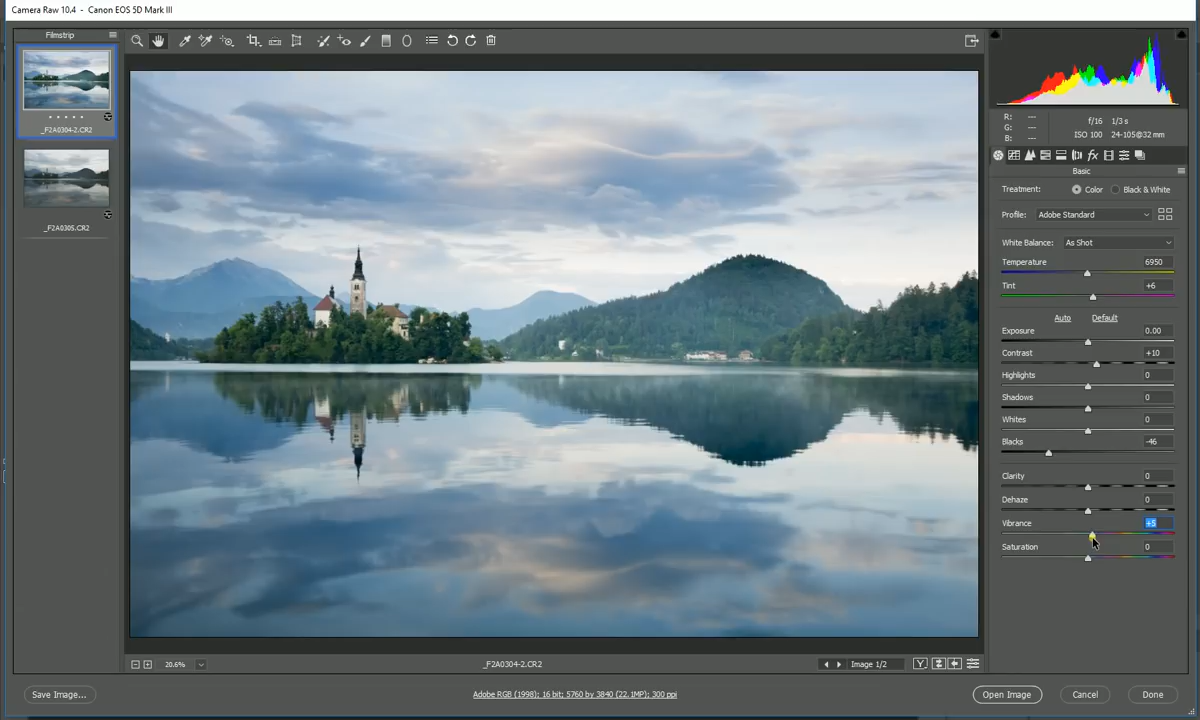 Camera Raw 10.4 - Canon EOS 5D Mark III
Filmstrip
_F2A0304-2.CR2
_F2A0305.CR2
R: ---
G: ---
B: ---
f/16 1/3 s
ISO 100 24-105@32 mm
fx
Basic
Treatment: Color Black & White
Profile: Adobe Standard
White Balance: As Shot
Temperature 6950
Tint +6
Auto Default
Exposure 0.00
Contrast +10
Highlights 0
Shadows 0
Whites 0
Blacks -46
Clarity 0
Dehaze 0
Vibrance +5
Saturation 0
20.6%
_F2A0304-2.CR2
Image 1/2
Y
Save Image...
Adobe RGB (1998); 16 bit; 5760 by 3840 (22.1MP); 300 ppi
Open Image
Cancel
Done